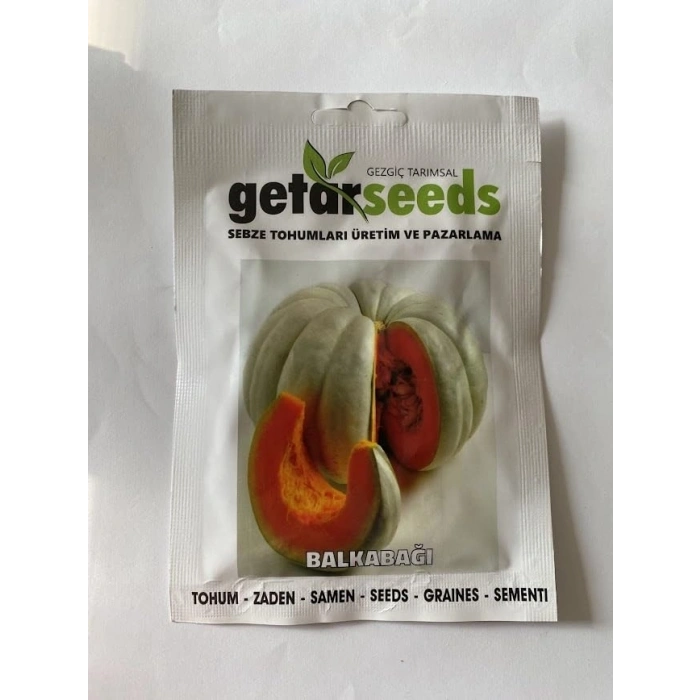 GEZGİÇ TARIMSAL
getarseeds
SEBZE TOHUMLARI ÜRETİM VE PAZARLAMA
BALKABAĞI
TOHUM - ZADEN - SAMEN - SEEDS - GRAINES - SEMENTI